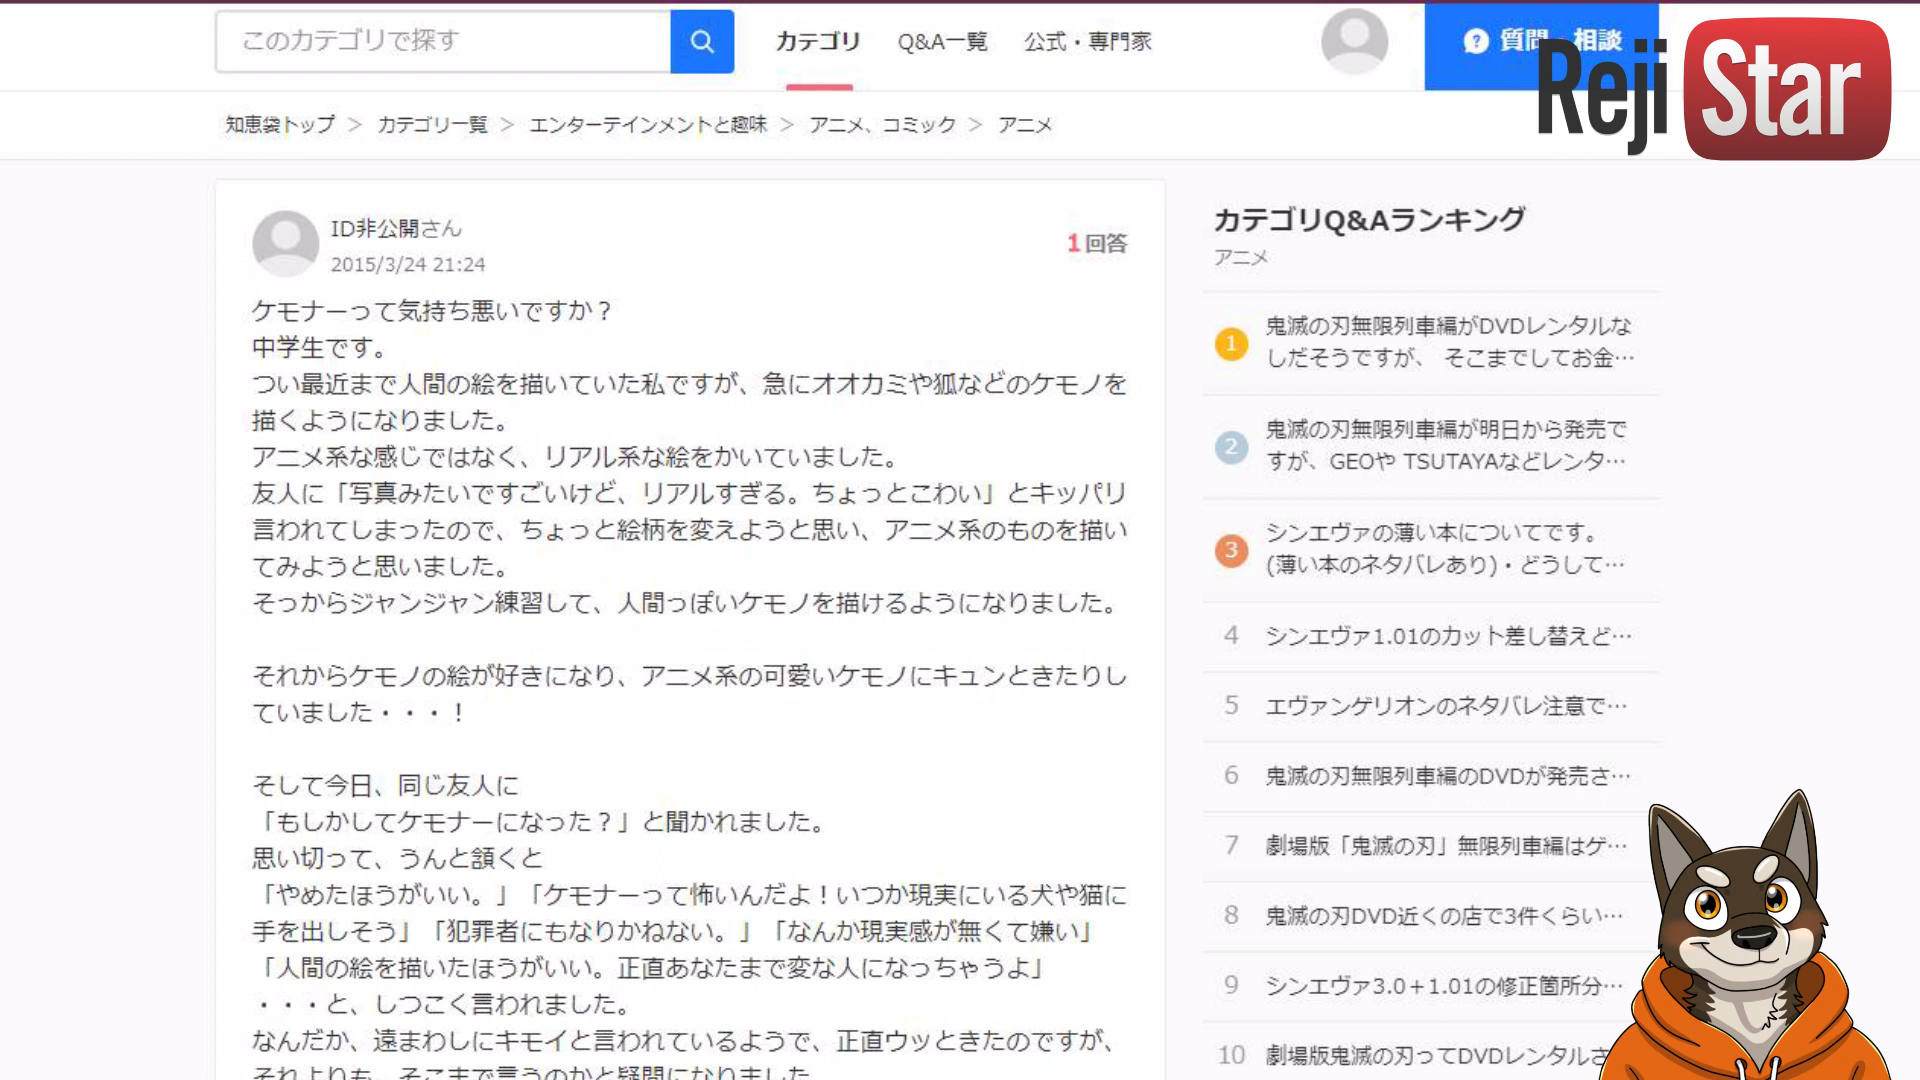 このカテゴリで探す
カテゴリ
Q&A一覧
公式・専門家
質問・相談
Reji Star
知恵袋トップ > カテゴリ一覧 > エンターテインメントと趣味 > アニメ、コミック > アニメ
ID非公開さん
2015/3/24 21:24
1回答
ケモナーって気持ち悪いですか？
中学生です。
つい最近まで人間の絵を描いていた私ですが、急にオオカミや狐などのケモノを
描くようになりました。
アニメ系な感じではなく、リアル系な絵をかいていました。
友人に「写真みたいですごいけど、リアルすぎる。ちょっとこわい」とキッパリ
言われてしまったので、ちょっと絵柄を変えようと思い、アニメ系のものを描い
てみようと思いました。
そっからジャンジャン練習して、人間っぽいケモノを描けるようになりました。
それからケモノの絵が好きになり、アニメ系の可愛いケモノにキュンときたりし
ていました・・・！
そして今日、同じ友人に
「もしかしてケモナーになった？」と聞かれました。
思い切って、うんと頷くと
「やめたほうがいい。」「ケモナーって怖いんだよ！いつか現実にいる犬や猫に
手を出しそう」「犯罪者にもなりかねない。」「なんか現実感が無くて嫌い」
「人間の絵を描いたほうがいい。正直あなたまで変な人になっちゃうよ」
・・・と、しつこく言われました。
なんだか、遠まわしにキモイと言われているようで、正直ウッときたのですが、
それよりも、そこまで言うのかと疑問になりました
カテゴリQ&Aランキング
アニメ
1 鬼滅の刃無限列車編がDVDレンタルな
しだそうですが、 そこまでしてお金…
2 鬼滅の刃無限列車編が明日から発売で
すが、GEOや TSUTAYAなどレンタ…
3 シンエヴァの薄い本についてです。
(薄い本のネタバレあり)・どうして…
4 シンエヴァ1.01のカット差し替えど…
5 エヴァンゲリオンのネタバレ注意で…
6 鬼滅の刃無限列車編のDVDが発売さ…
7 劇場版「鬼滅の刃」無限列車編はゲ…
8 鬼滅の刃DVD近くの店で3件くらい…
9 シンエヴァ3.0＋1.01の修正箇所分…
10 劇場版鬼滅の刃ってDVDレンタルさ